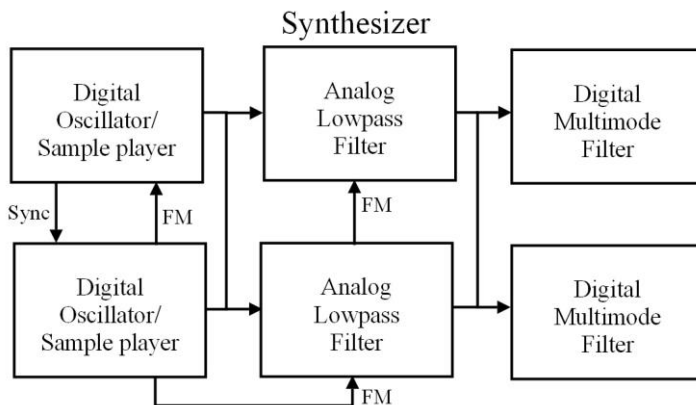 Synthesizer
Digital
Oscillator/
Sample player
Analog
Lowpass
Filter
Digital
Multimode
Filter
Sync
FM
FM
Digital
Oscillator/
Sample player
Analog
Lowpass
Filter
Digital
Multimode
Filter
FM